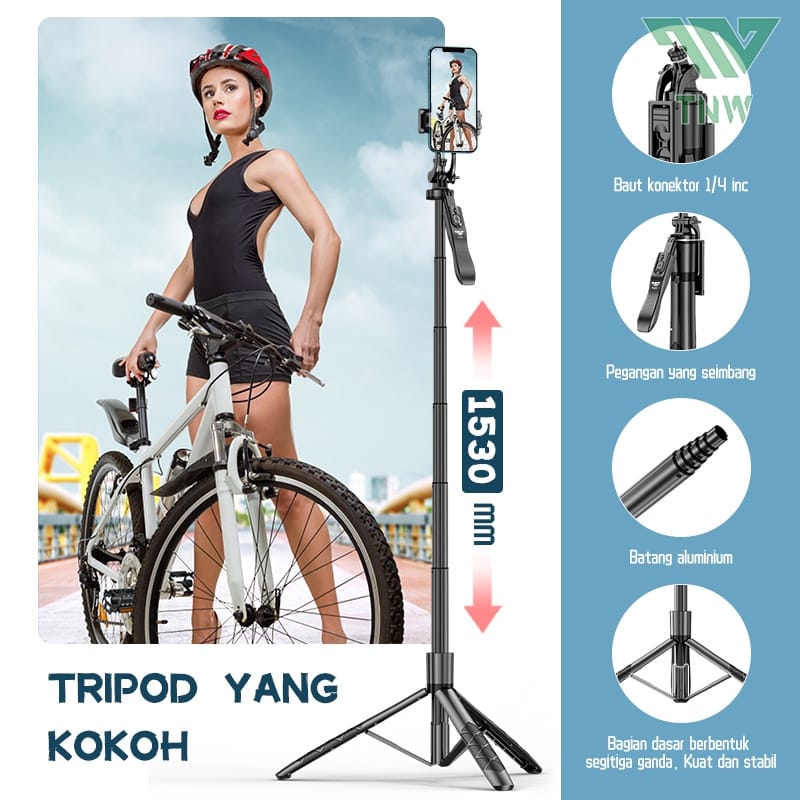 TNW
Baut konektor 1/4 inc
Pegangan yang seimbang
1530 MM
Batang aluminium
TRIPOD YANG
KOKOH
Bagian dasar berbentuk
segitiga ganda, Kuat dan stabil